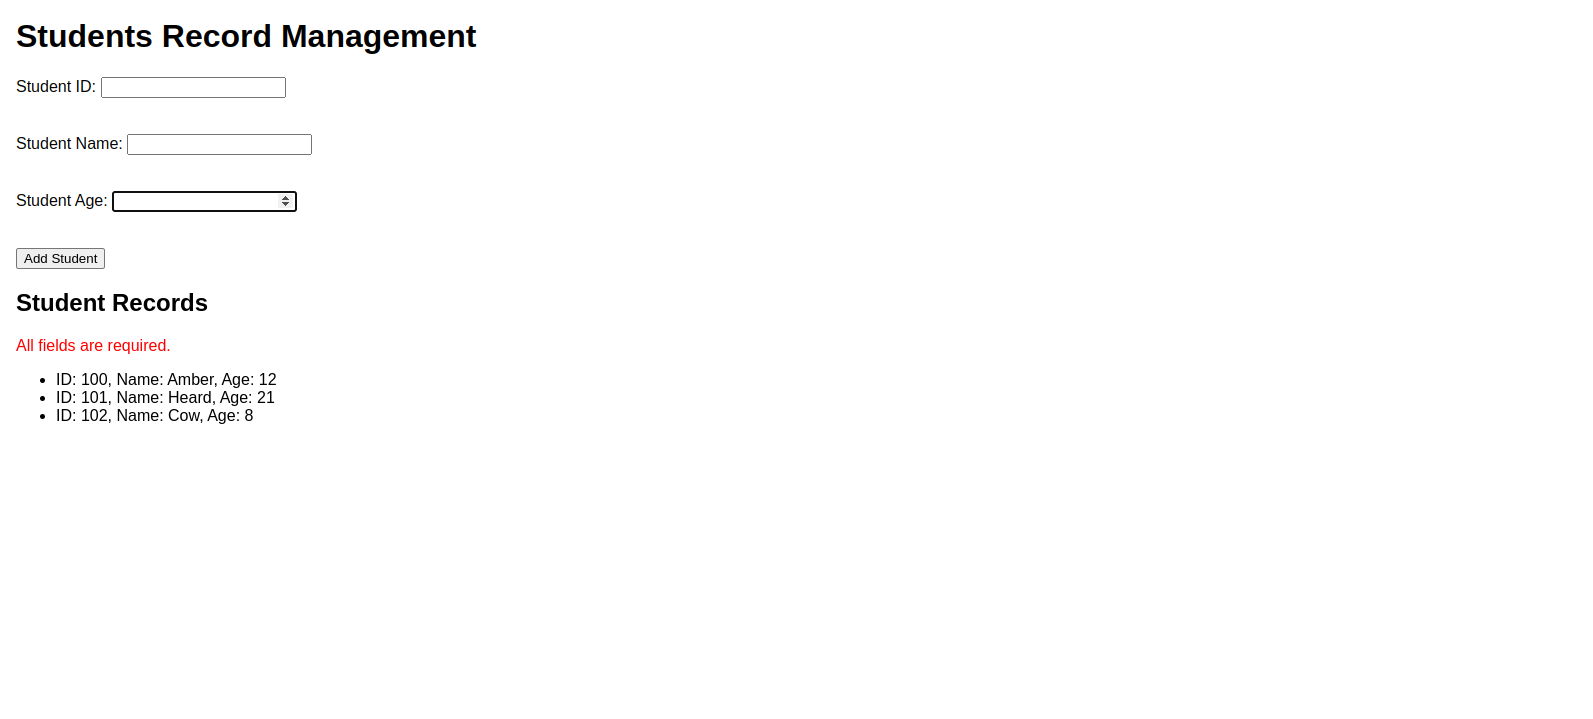 Students Record Management
Student ID:
Student Name:
Student Age:
Add Student
Student Records
All fields are required.
ID: 100, Name: Amber, Age: 12
ID: 101, Name: Heard, Age: 21
ID: 102, Name: Cow, Age: 8